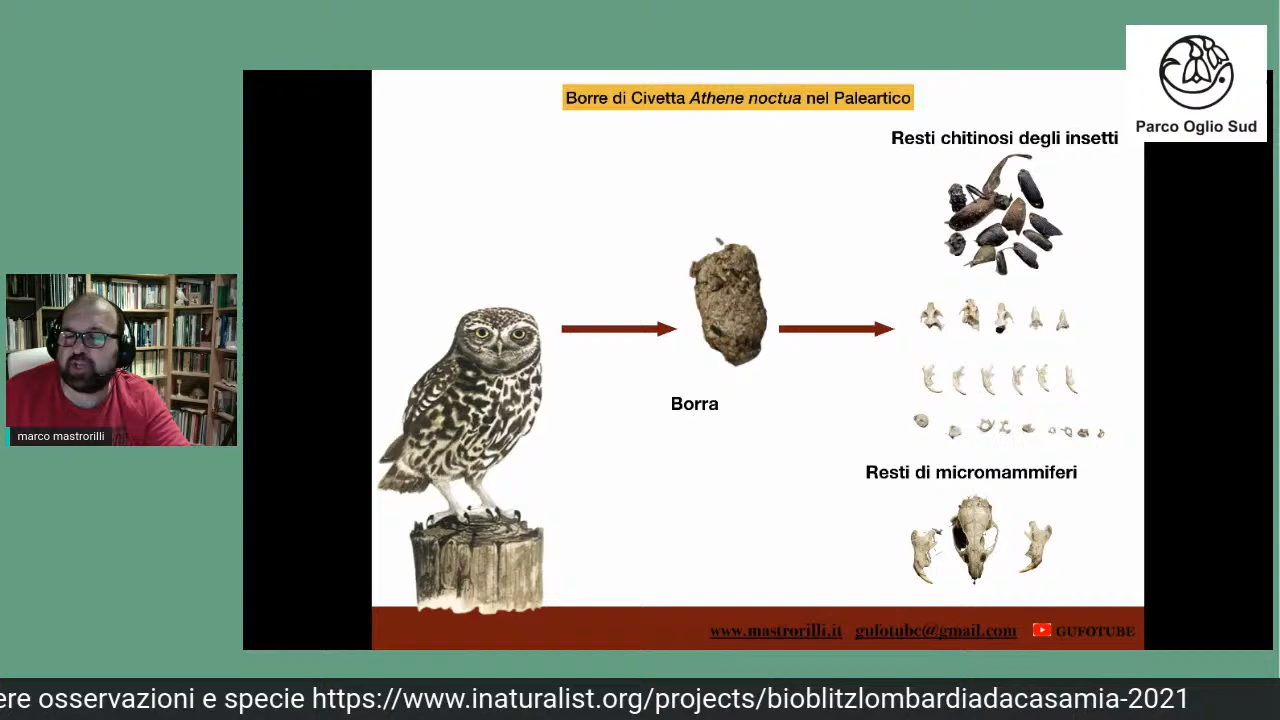 Borre di Civetta Athene noctua nel Paleartico
Parco Oglio Sud
Resti chitinosi degli insetti
Borra
marco mastrorilli
Resti di micromammiferi
www.mastrorilli.it gufotube@gmail.com GUFOTUBE
ere osservazioni e specie https://www.inaturalist.org/projects/bioblitzlombardiadacasamia-2021